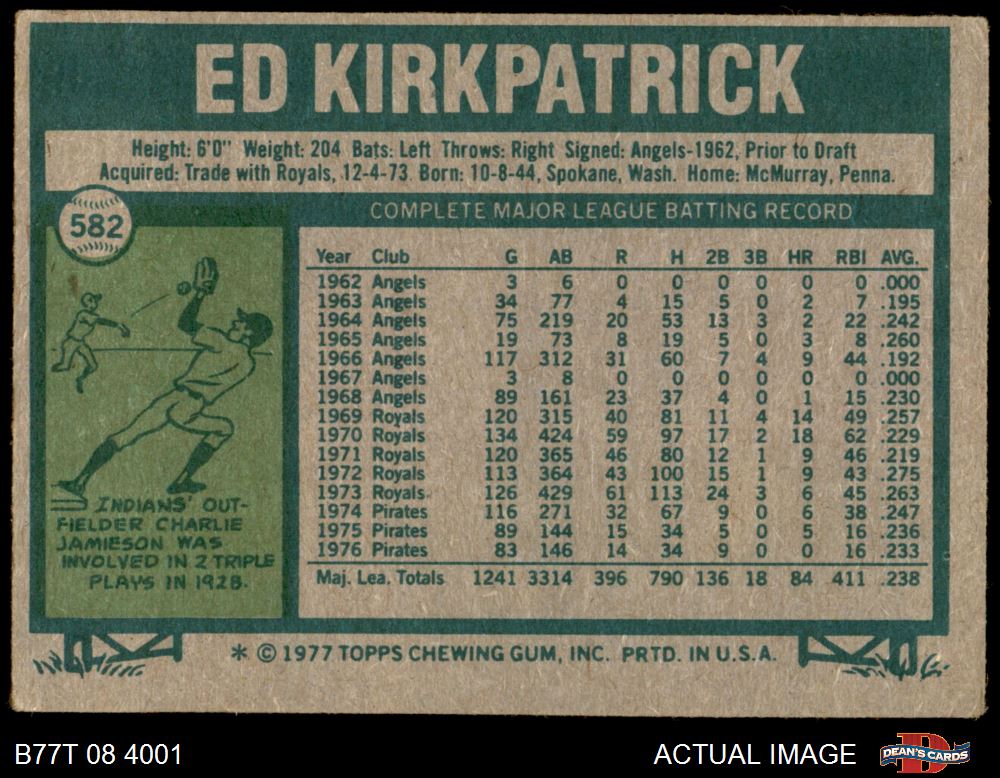 ED KIRKPATRICK
Height: 6'0" Weight: 204 Bats: Left Throws: Right Signed: Angels-1962, Prior to Draft
Acquired: Trade with Royals, 12-4-73 Born: 10-8-44, Spokane, Wash. Home: McMurray, Penna.
582
COMPLETE MAJOR LEAGUE BATTING RECORD
Year Club G AB R H 2B 3B HR RBI AVG.
1962 Angels 3 6 0 0 0 0 0 0 .000
1963 Angels 34 77 4 15 5 0 2 7 .195
1964 Angels 75 219 20 53 13 3 2 22 .242
1965 Angels 19 73 8 19 5 0 3 8 .260
1966 Angels 117 312 31 60 7 4 9 44 .192
1967 Angels 3 8 0 0 0 0 0 0 .000
1968 Angels 89 161 23 37 4 0 1 15 .230
1969 Royals 120 315 40 81 11 4 14 49 .257
1970 Royals 134 424 59 97 17 2 18 62 .229
1971 Royals 120 365 46 80 12 1 9 46 .219
1972 Royals 113 364 43 100 15 1 9 43 .275
1973 Royals 126 429 61 113 24 3 6 45 .263
1974 Pirates 116 271 32 67 9 0 6 38 .247
1975 Pirates 89 144 15 34 5 0 5 16 .236
1976 Pirates 83 146 14 34 9 0 0 16 .233
Maj. Lea. Totals 1241 3314 396 790 136 18 84 411 .238
INDIANS' OUT-
FIELDER CHARLIE
JAMIESON WAS
INVOLVED IN 2 TRIPLE
PLAYS IN 1928.
* © 1977 TOPPS CHEWING GUM, INC. PRTD. IN U.S.A.
B77T 08 4001
ACTUAL IMAGE
D
DEAN'S CARDS